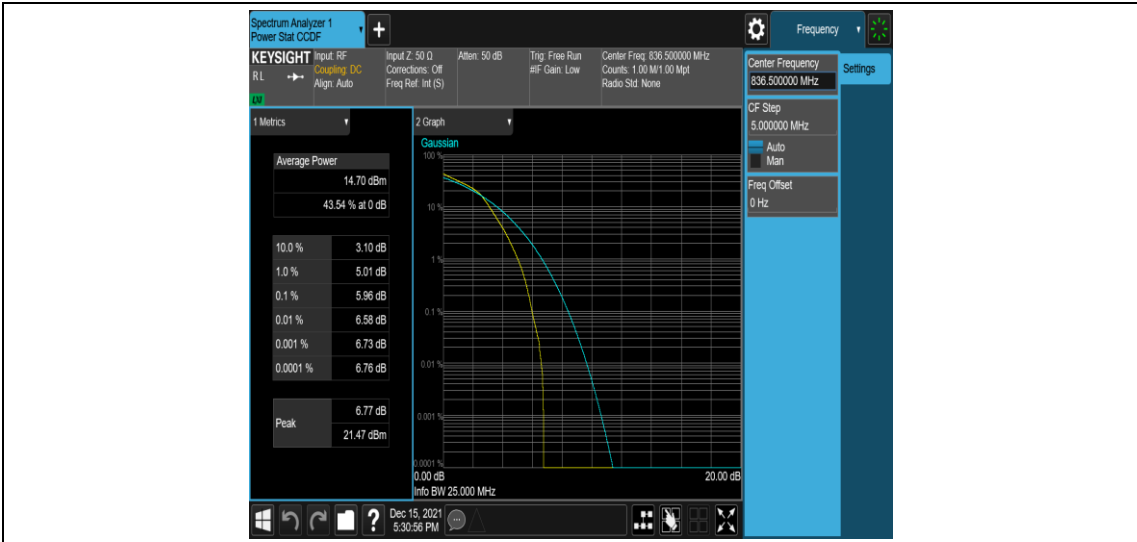 Spectrum Analyzer 1
Power Stat CCDF
+
Frequency
KEYSIGHT
RL
LXI
Input: RF
Coupling: DC
Align: Auto
Input Z: 50 Ω
Corrections: Off
Freq Ref: Int (S)
Atten: 50 dB
Trig: Free Run
#IF Gain: Low
Center Freq: 836.500000 MHz
Counts: 1.00 M/1.00 Mpt
Radio Std: None
Center Frequency
836.500000 MHz
Settings
CF Step
5.000000 MHz
Auto
Man
Freq Offset
0 Hz
1 Metrics
Average Power
14.70 dBm
43.54 % at 0 dB
10.0 % 3.10 dB
1.0 % 5.01 dB
0.1 % 5.96 dB
0.01 % 6.58 dB
0.001 % 6.73 dB
0.0001 % 6.76 dB
Peak
6.77 dB
21.47 dBm
2 Graph
Gaussian
100 %
10 %
1 %
0.1 %
0.01 %
0.001 %
0.0001 %
0.00 dB 20.00 dB
Info BW 25.000 MHz
?
Dec 15, 2021
5:30:56 PM